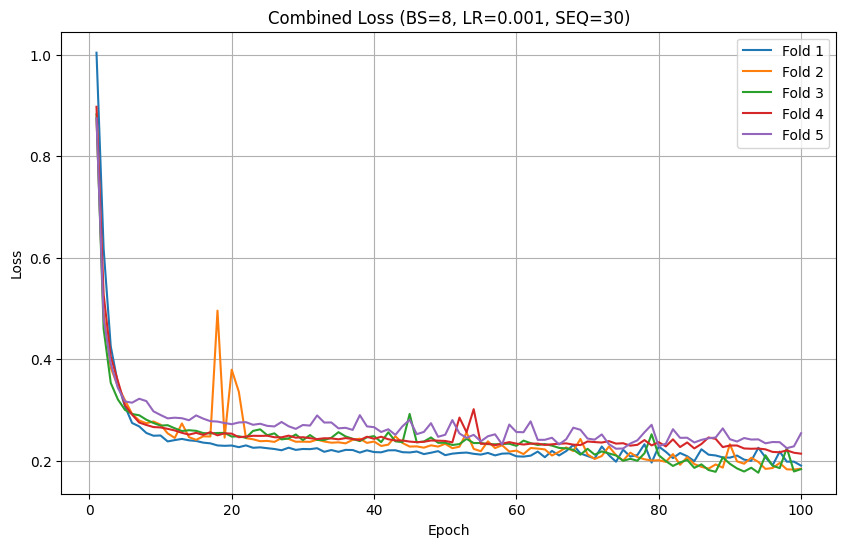 Combined Loss (BS=8, LR=0.001, SEQ=30)
Fold 1
Fold 2
Fold 3
Fold 4
Fold 5
Loss
1.0
0.8
0.6
0.4
0.2
0
20
40
60
80
100
Epoch